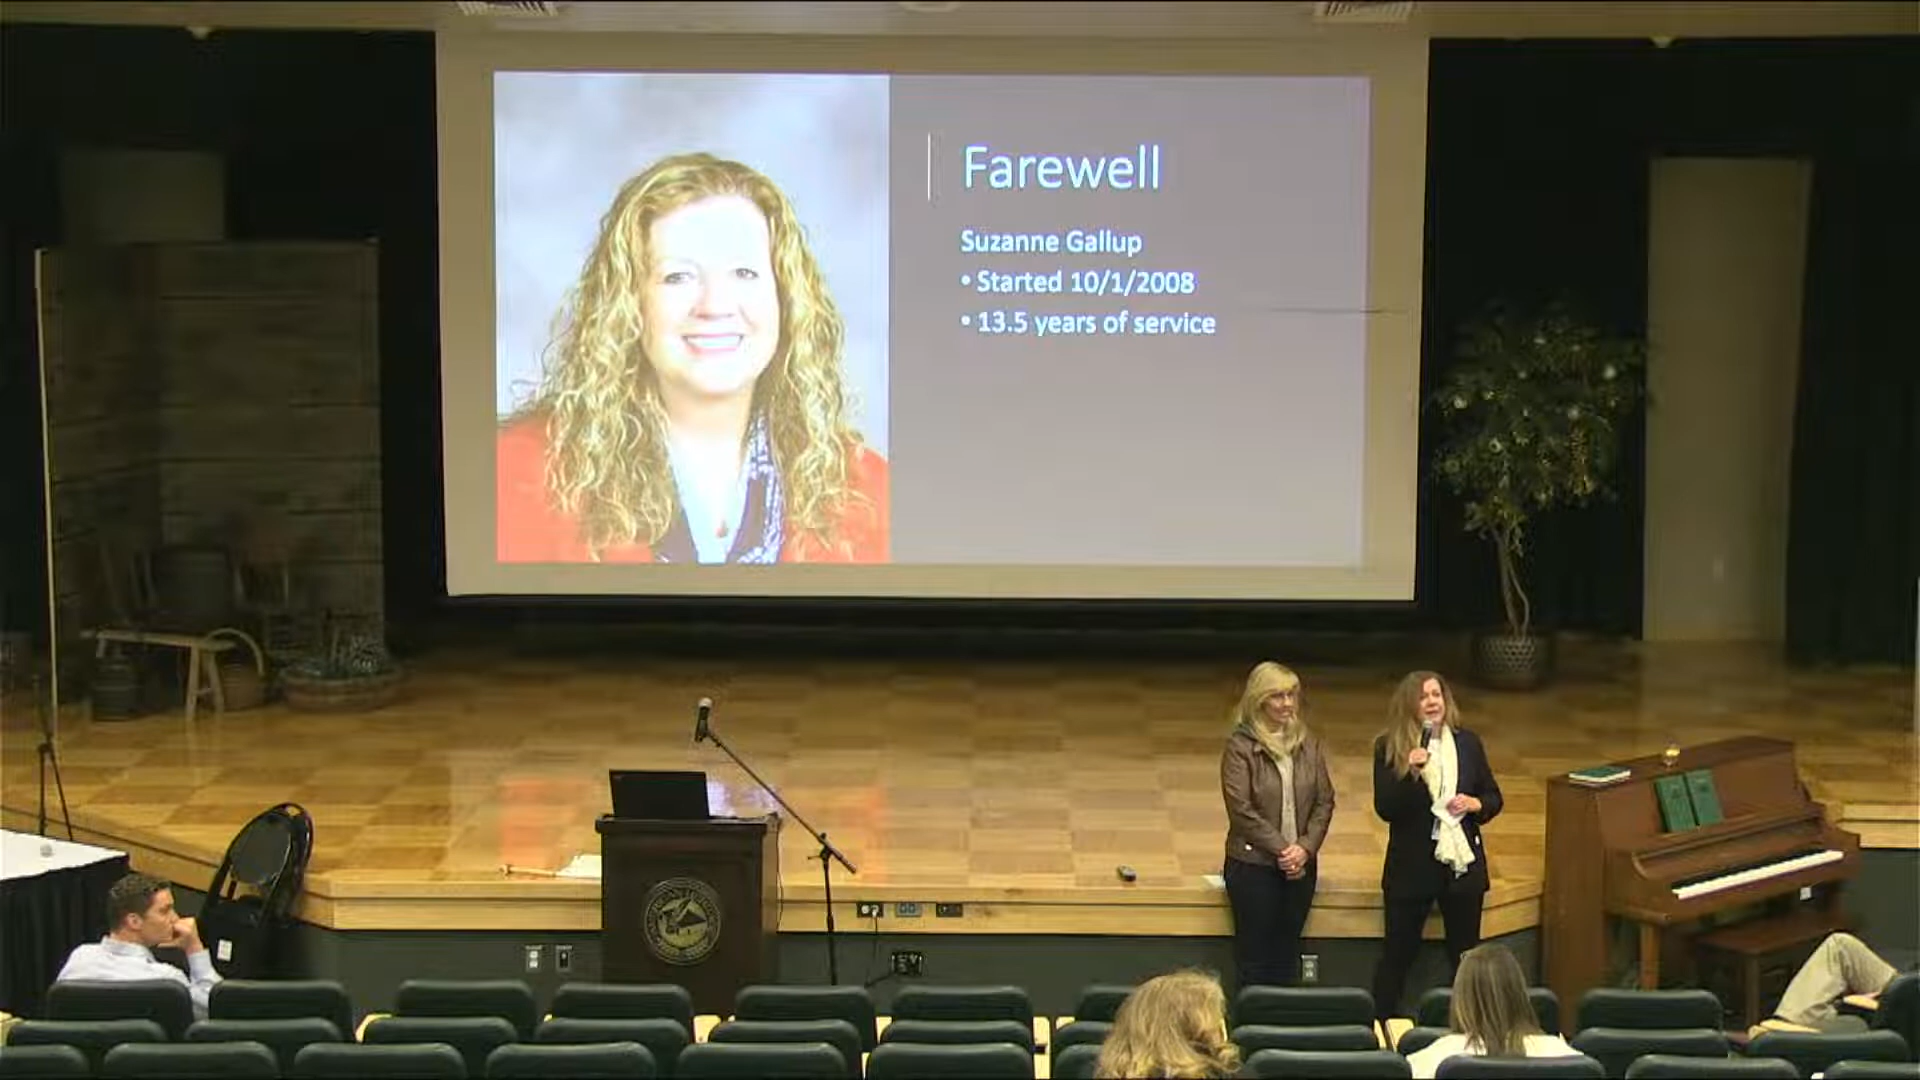 Farewell
Suzanne Gallup
• Started 10/1/2008
• 13.5 years of service